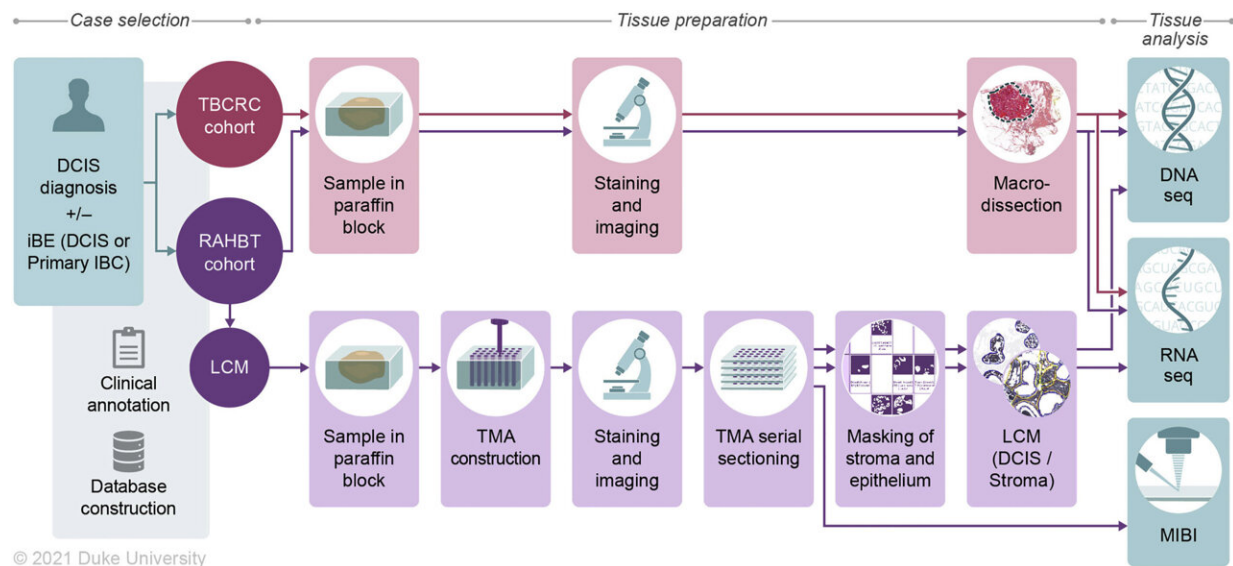 Case selection
Tissue preparation
Tissue
analysis
DCIS
diagnosis
+/–
iBE (DCIS or
Primary IBC)
TBCRC
cohort
RAHBT
cohort
LCM
Clinical
annotation
Database
construction
Sample in
paraffin
block
Staining
and
imaging
Macro-
dissection
DNA
seq
RNA
seq
Sample in
paraffin
block
TMA
construction
Staining
and
imaging
TMA serial
sectioning
Masking of
stroma and
epithelium
LCM
(DCIS /
Stroma)
MIBI
© 2021 Duke University